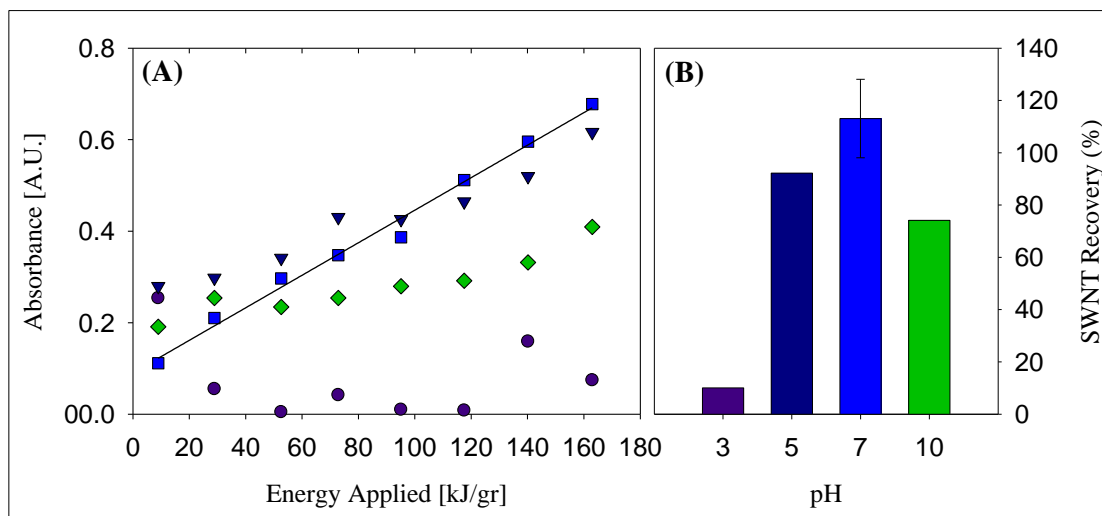 (A)
Absorbance [A.U.]
0.8
0.6
0.4
0.2
00.0
0 20 40 60 80 100 120 140 160 180
Energy Applied [kJ/gr]
(B)
140
120
100
80
60
40
20
0
SWNT Recovery (%)
3 5 7 10
pH